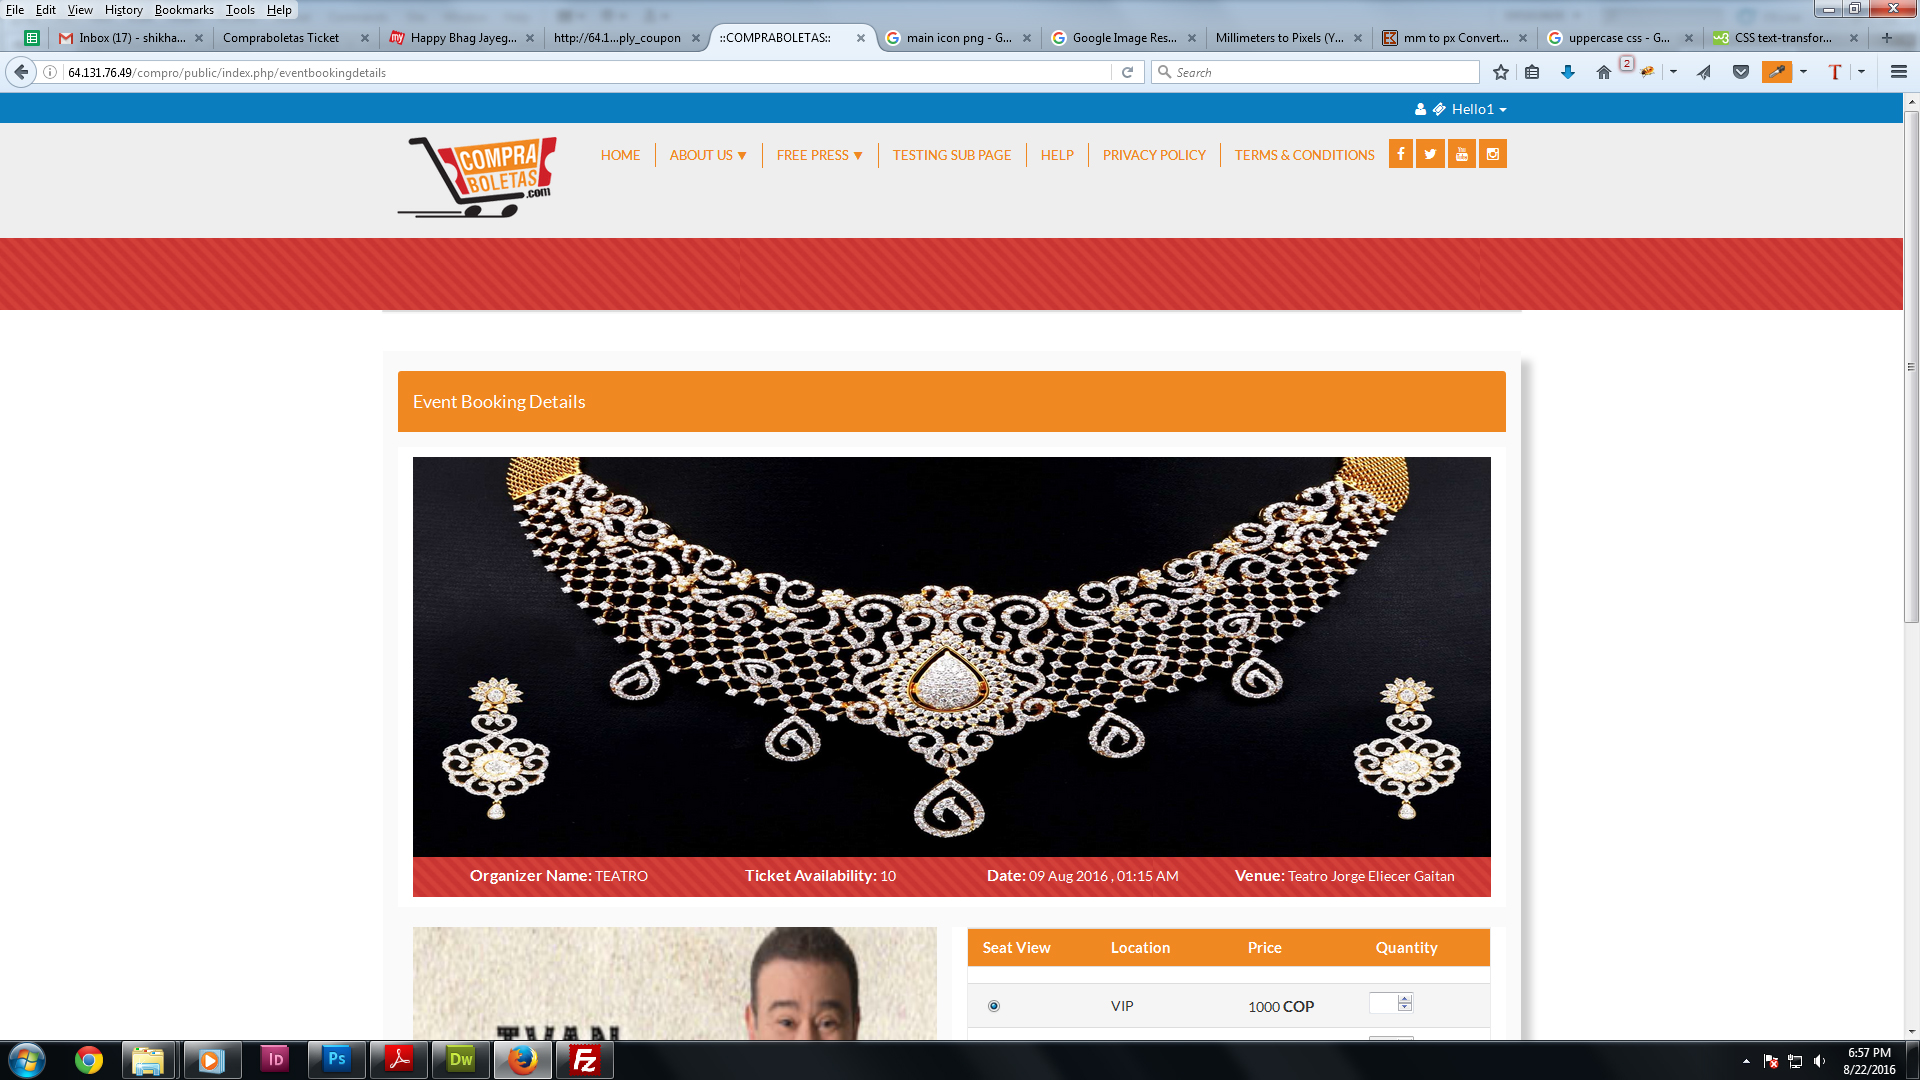 File Edit View History Bookmarks Tools Help
Inbox (17) - shikha... Compraboletas Ticket Happy Bhag Jayeg... http://64.1...ply_coupon ::COMPRABOLETAS:: main icon png - G... Google Image Res... Millimeters to Pixels (Y... mm to px Convert... uppercase css - G... CSS text-transfor...
64.131.76.49/compro/public/index.php/eventbookingdetails Search 2
Hello1
COMPRA
BOLETAS
.com
HOME ABOUT US FREE PRESS TESTING SUB PAGE HELP PRIVACY POLICY TERMS & CONDITIONS
Event Booking Details
Organizer Name: TEATRO Ticket Availability: 10 Date: 09 Aug 2016 , 01:15 AM Venue: Teatro Jorge Eliecer Gaitan
Seat View Location Price Quantity
VIP 1000 COP
6:57 PM
8/22/2016